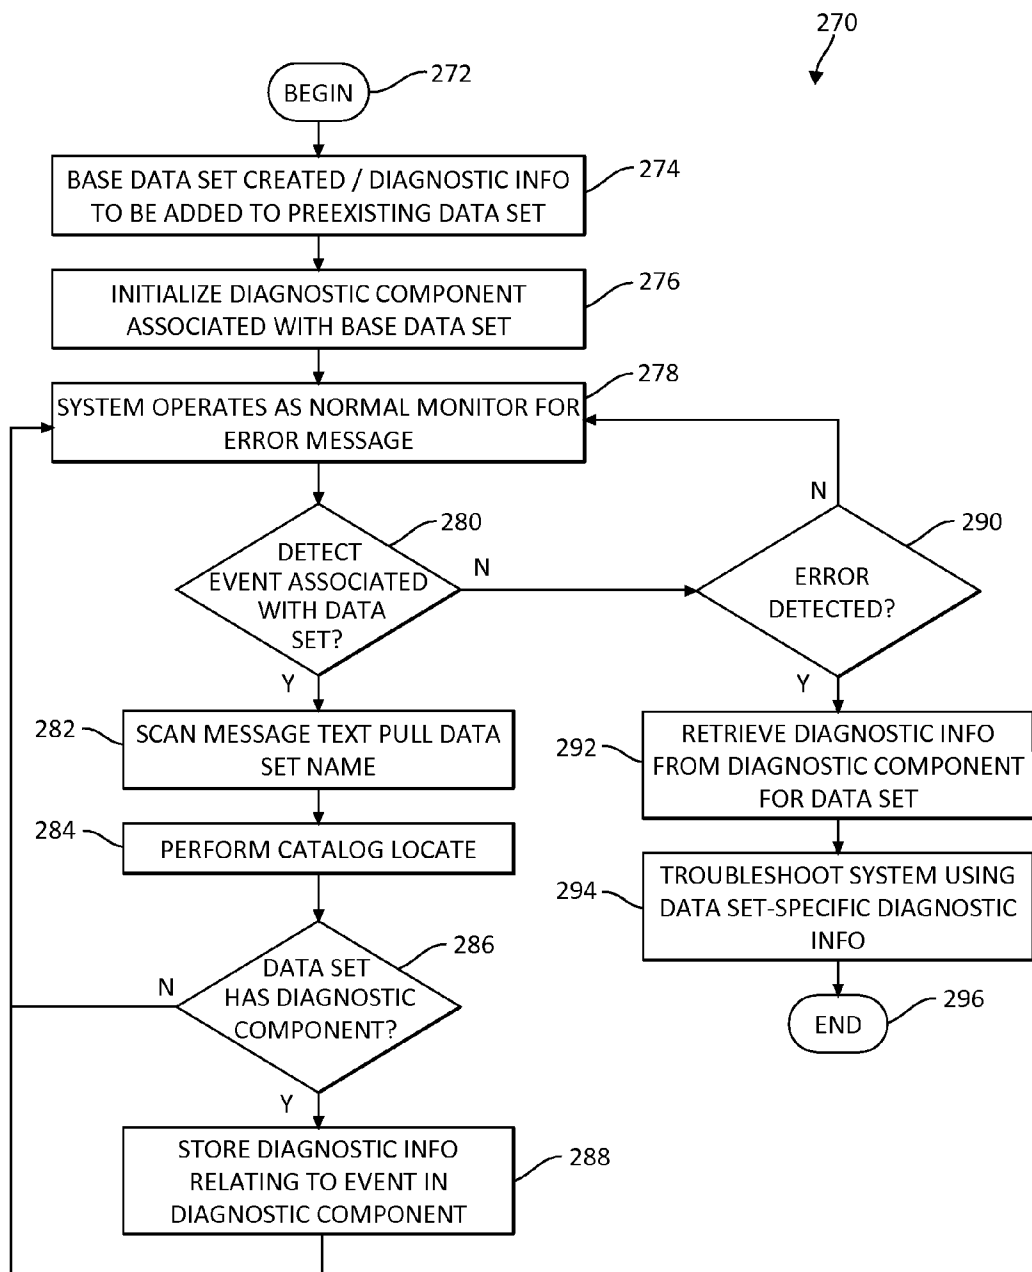 270
BEGIN
272
BASE DATA SET CREATED / DIAGNOSTIC INFO
TO BE ADDED TO PREEXISTING DATA SET
274
INITIALIZE DIAGNOSTIC COMPONENT
ASSOCIATED WITH BASE DATA SET
276
SYSTEM OPERATES AS NORMAL MONITOR FOR
ERROR MESSAGE
278
DETECT
EVENT ASSOCIATED
WITH DATA
SET?
280
N
Y
ERROR
DETECTED?
290
N
Y
282
SCAN MESSAGE TEXT PULL DATA
SET NAME
292
RETRIEVE DIAGNOSTIC INFO
FROM DIAGNOSTIC COMPONENT
FOR DATA SET
284
PERFORM CATALOG LOCATE
294
TROUBLESHOOT SYSTEM USING
DATA SET-SPECIFIC DIAGNOSTIC
INFO
DATA SET
HAS DIAGNOSTIC
COMPONENT?
286
N
Y
END
296
STORE DIAGNOSTIC INFO
RELATING TO EVENT IN
DIAGNOSTIC COMPONENT
288